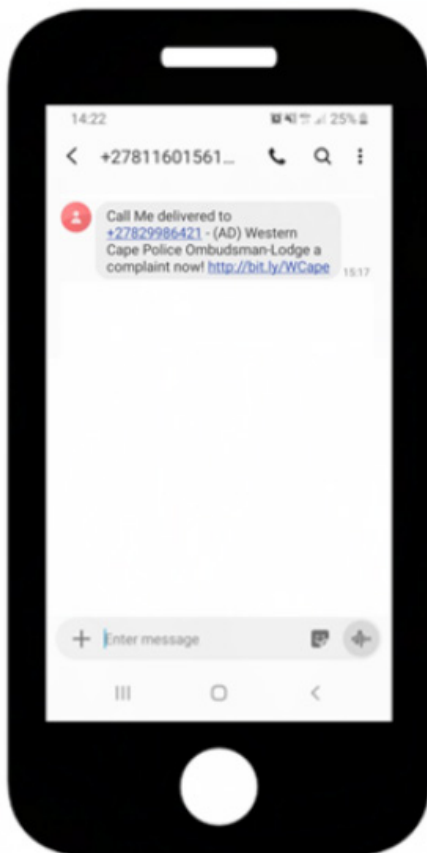 14:22
25%
+27811601561...
Call Me delivered to
+27829986421 - (AD) Western
Cape Police Ombudsman-Lodge a
complaint now! http://bit.ly/WCape
15:17
Enter message